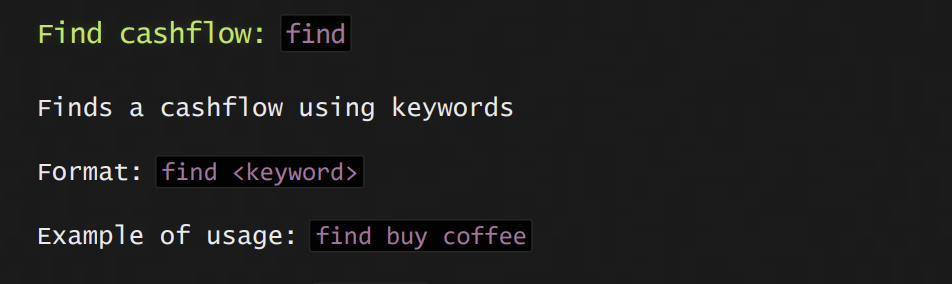 Find cashflow: find
Finds a cashflow using keywords
Format: find <keyword>
Example of usage: find buy coffee